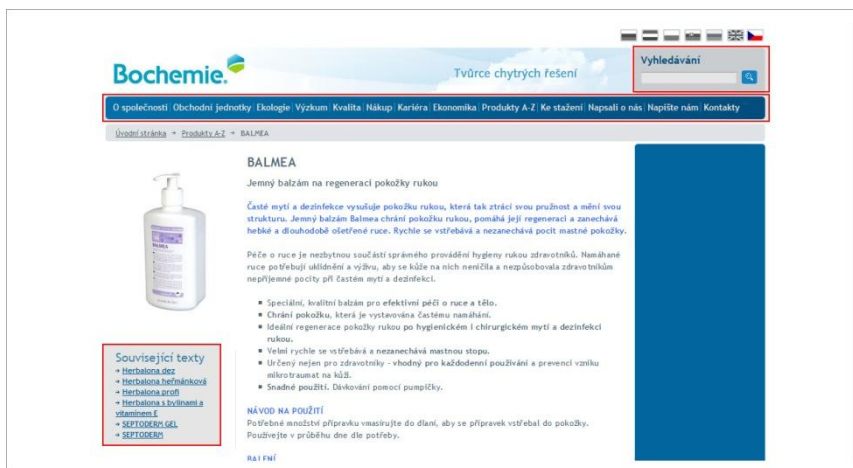 Bochemie.
Tvůrce chytrých řešení
Vyhledávání
O společnosti Obchodní jednotky Ekologie Výzkum Kvalita Nákup Kariéra Ekonomika Produkty A-Z Ke stažení Napsali o nás Napište nám Kontakty
Úvodní stránka → Produkty A-Z → BALMEA
BALMEA
Jemný balzám na regeneraci pokožky rukou
Časté mytí a dezinfekce vysušuje pokožku rukou, která tak ztrácí svou pružnost a mění svou
strukturu. Jemný balzám Balmea chrání pokožku rukou, pomáhá její regeneraci a zanechává
hebké a dlouhodobě ošetřené ruce. Rychle se vstřebává a nezanechává pocit mastné pokožky.
Péče o ruce je nezbytnou součástí správného provádění hygieny rukou zdravotníků. Namáhané
ruce potřebují uklidnění a výživu, aby se kůže na nich neničila a nezpůsobovala zdravotníkům
nepříjemné pocity při častém mytí a dezinfekci.
Speciální, kvalitní balzám pro efektivní péči o ruce a tělo.
Chrání pokožku, která je vystavována častému namáhání.
Ideální regenerace pokožky rukou po hygienickém i chirurgickém mytí a dezinfekci
rukou.
Velmi rychle se vstřebává a nezanechává mastnou stopu.
Určený nejen pro zdravotníky - vhodný pro každodenní používání a prevenci vzniku
mikrotraumat na kůži.
Snadné použití. Dávkování pomocí pumpičky.
NÁVOD NA POUŽITÍ
Potřebné množství přípravku vmasírujte do dlaní, aby se přípravek vstřebal do pokožky.
Používejte v průběhu dne dle potřeby.
BALENÍ
BALMEA
Související texty
→ Herbalona dez
→ Herbalona heřmánková
→ Herbalona profi
→ Herbalona s bylinami a
vitamínem E
→ SEPTODERM GEL
→ SEPTODERM